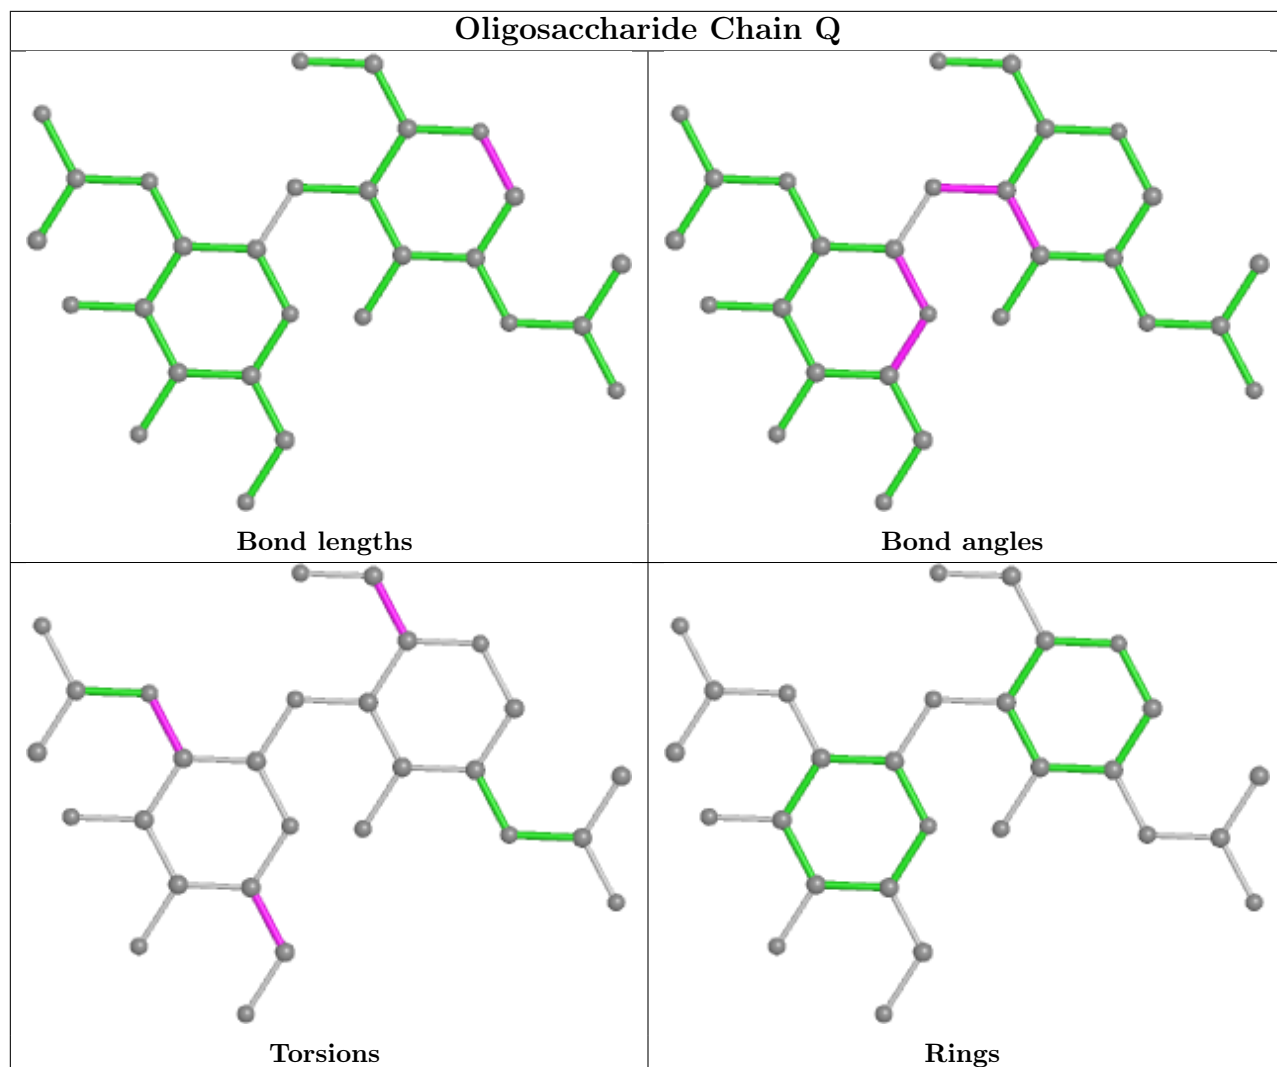 Oligosaccharide Chain Q
Bond lengths
Bond angles
Torsions
Rings